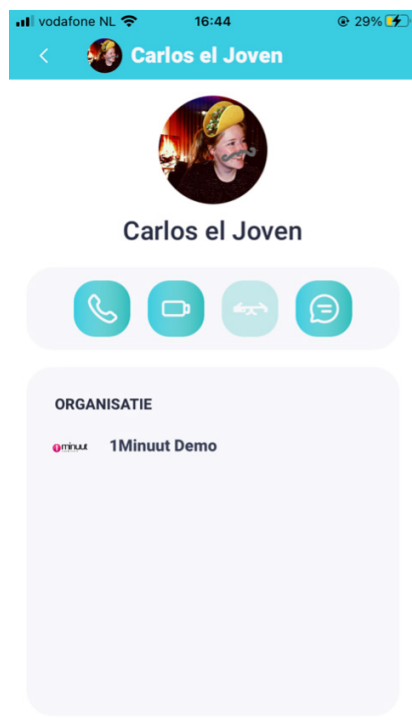 vodafone NL 16:44 29%
Carlos el Joven
Carlos el Joven
ORGANISATIE
1minuut 1Minuut Demo